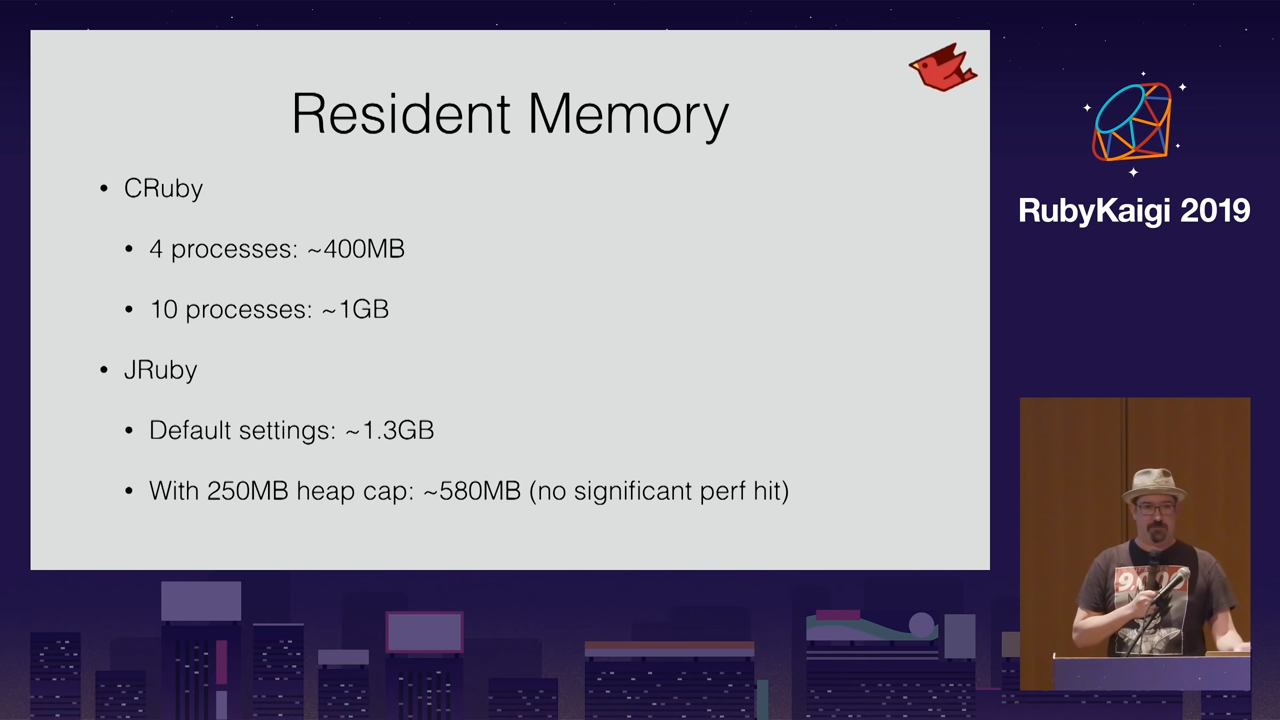 Resident Memory
• CRuby
• 4 processes: ~400MB
• 10 processes: ~1GB
• JRuby
• Default settings: ~1.3GB
• With 250MB heap cap: ~580MB (no significant perf hit)
RubyKaigi 2019